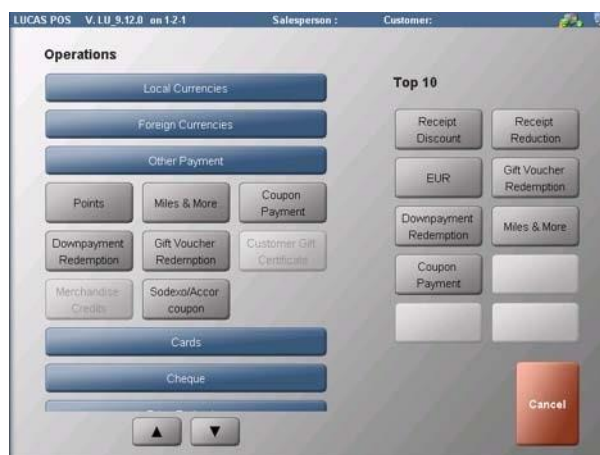 LUCAS POS V. LU_9.12.0 on 1-2-1 Salesperson : Customer:
Operations
Local Currencies
Foreign Currencies
Other Payment
Points
Miles & More
Coupon
Payment
Downpayment
Redemption
Gift Voucher
Redemption
Customer Gift
Certificate
Merchandise
Credits
Sodexo/Accor
coupon
Cards
Cheque
Top 10
Receipt
Discount
Receipt
Reduction
EUR
Gift Voucher
Redemption
Downpayment
Redemption
Miles & More
Coupon
Payment
Cancel